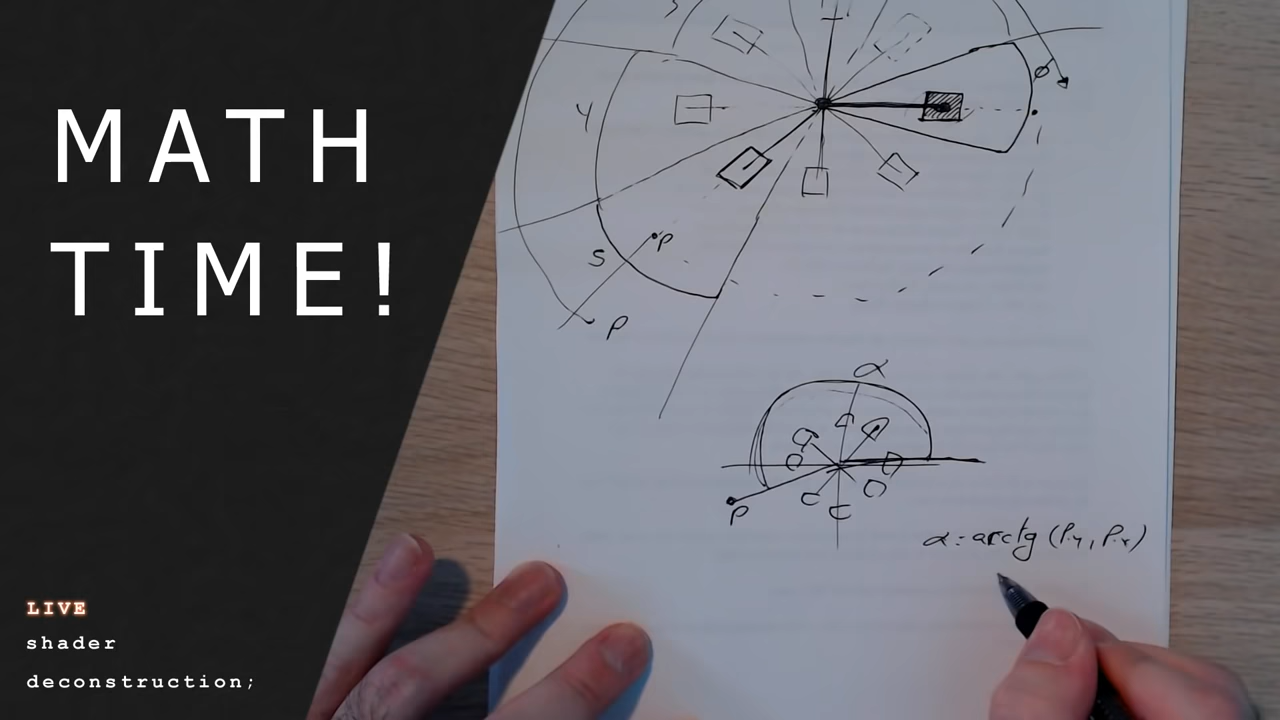 MATH
TIME!
LIVE
shader
deconstruction;
φ
4
S
P
P
α
P
α = arctg (P.y, P.x)